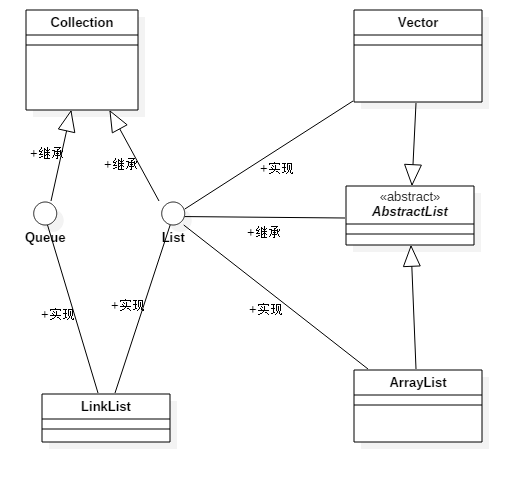 Collection
Vector
+继承
+继承
+实现
«abstract»
AbstractList
Queue
List
+继承
+实现
+实现
+实现
ArrayList
LinkList